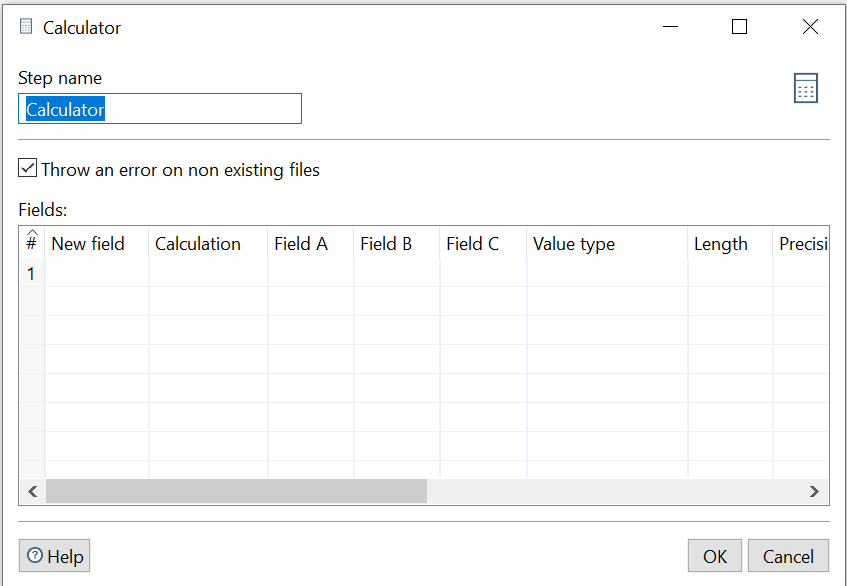 Calculator
Step name
Calculator
Throw an error on non existing files
Fields:
# New field Calculation Field A Field B Field C Value type Length Precisi
1
Help OK Cancel